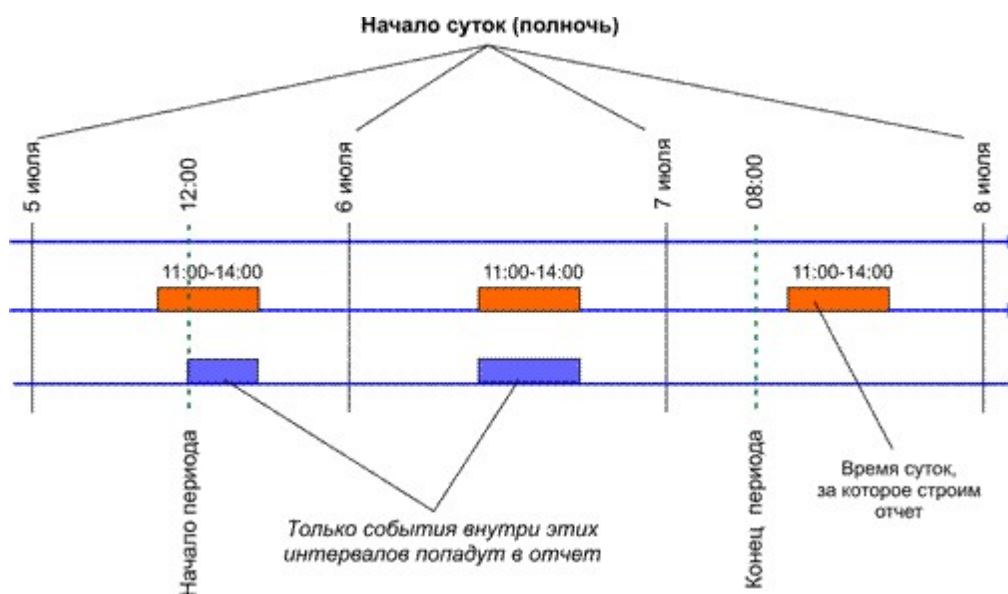 Начало суток (полночь)
5 июля
12:00
6 июля
7 июля
08:00
8 июля
11:00-14:00
11:00-14:00
11:00-14:00
Начало периода
Только события внутри этих
интервалов попадут в отчет
Конец периода
Время суток,
за которое строим
отчет